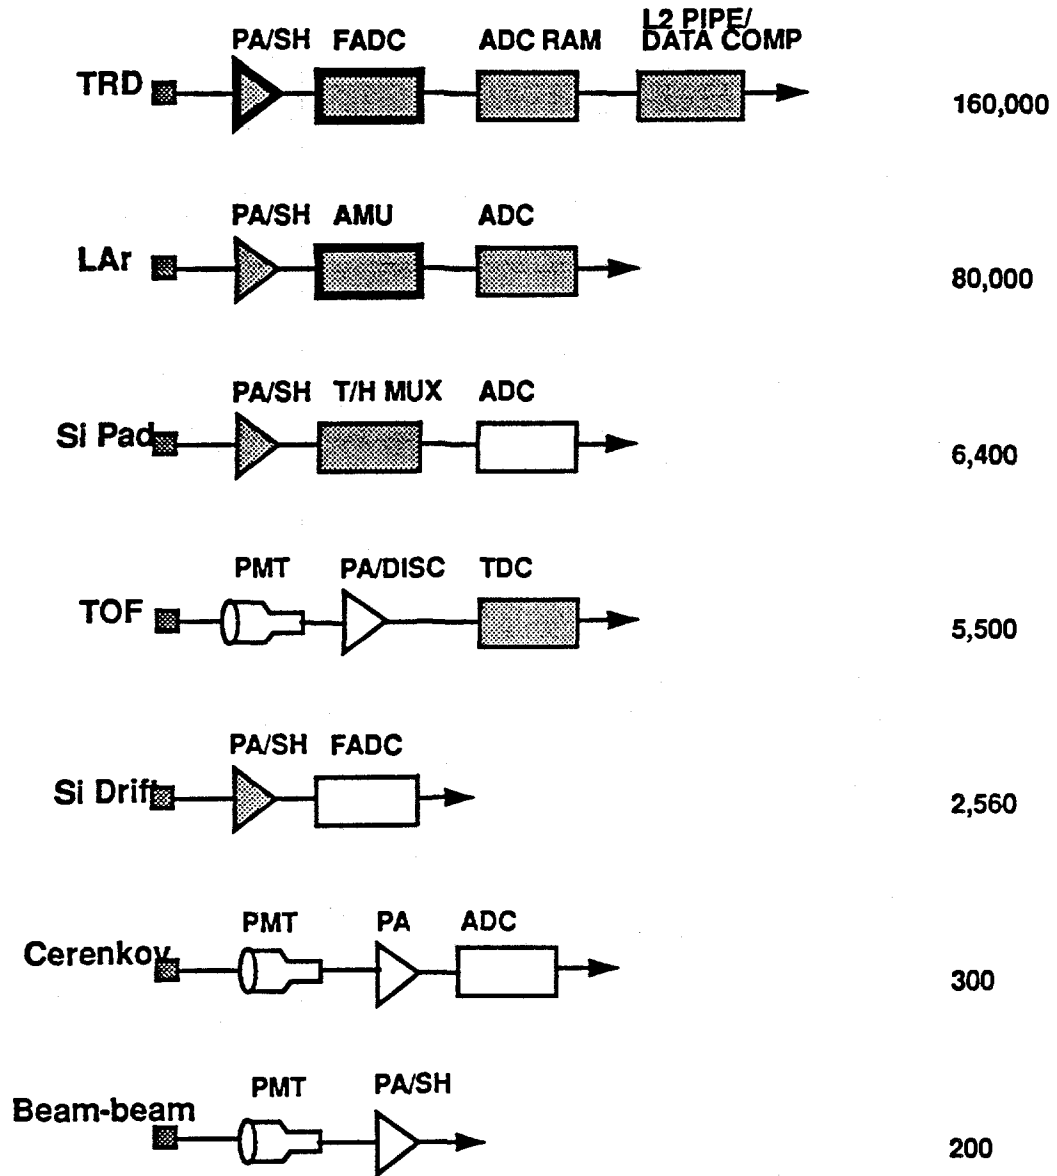 PA/SH FADC ADC RAM L2 PIPE/
DATA COMP
TRD
160,000
PA/SH AMU ADC
LAr
80,000
PA/SH T/H MUX ADC
Si Pad
6,400
PMT PA/DISC TDC
TOF
5,500
PA/SH FADC
Si Drift
2,560
PMT PA ADC
Cerenkov
300
PMT PA/SH
Beam-beam
200